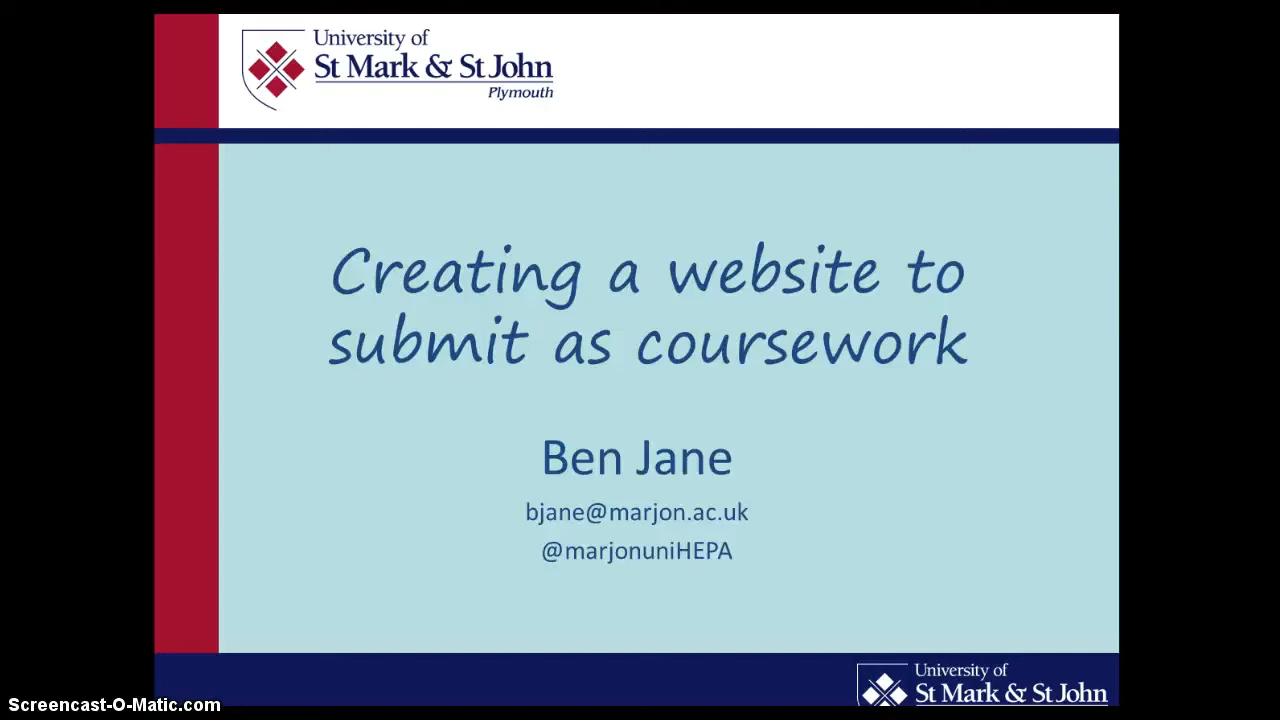 University of
St Mark & St John
Plymouth
Creating a website to
submit as coursework
Ben Jane
bjane@marjon.ac.uk
@marjonuniHEPA
University of
St Mark & St John
Screencast-O-Matic.com